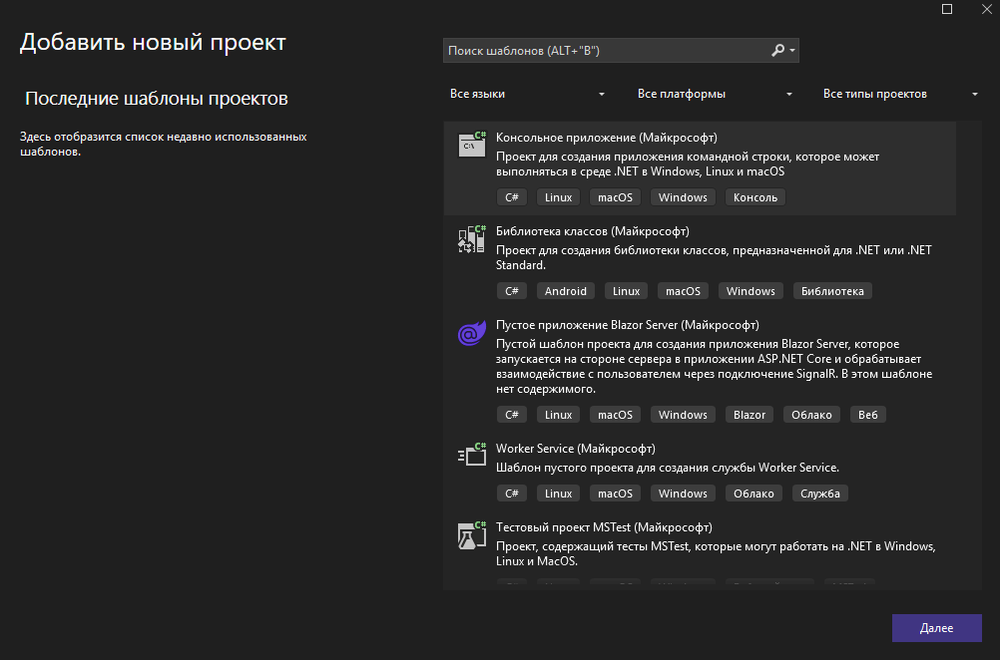 Добавить новый проект
Последние шаблоны проектов
Здесь отобразится список недавно использованных
шаблонов.
Поиск шаблонов (ALT+"B")
Все языки
Все платформы
Все типы проектов
C#
C:\
Консольное приложение (Майкрософт)
Проект для создания приложения командной строки, которое может
выполняться в среде .NET в Windows, Linux и macOS
C# Linux macOS Windows Консоль
C#
Библиотека классов (Майкрософт)
Проект для создания библиотеки классов, предназначенной для .NET или .NET
Standard.
C# Android Linux macOS Windows Библиотека
Пустое приложение Blazor Server (Майкрософт)
Пустой шаблон проекта для создания приложения Blazor Server, которое
запускается на стороне сервера в приложении ASP.NET Core и обрабатывает
взаимодействие с пользователем через подключение SignalR. В этом шаблоне
нет содержимого.
C# Linux macOS Windows Blazor Облако Веб
C#
Worker Service (Майкрософт)
Шаблон пустого проекта для создания службы Worker Service.
C# Linux macOS Windows Облако Служба
C#
Тестовый проект MSTest (Майкрософт)
Проект, содержащий тесты MSTest, которые могут работать на .NET в Windows,
Linux и MacOS.
Далее